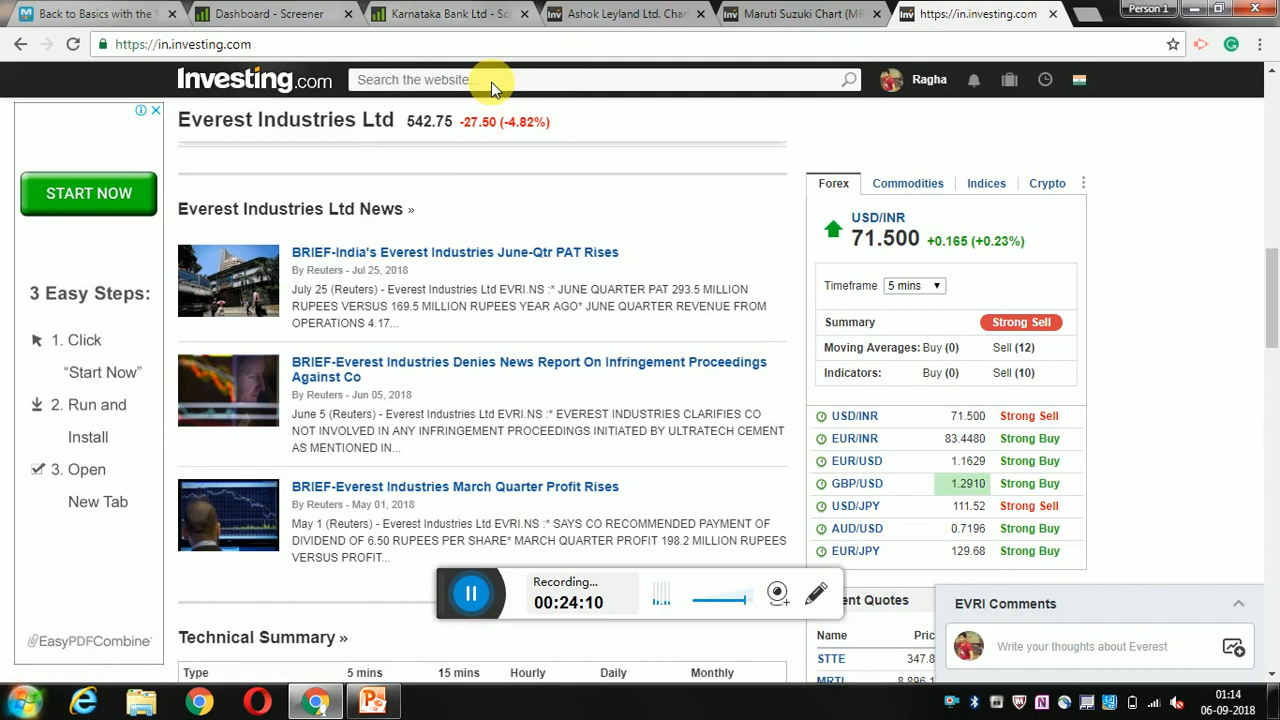 Back to Basics with the M
Dashboard - Screener
Karnataka Bank Ltd - Sc
Ashok Leyland Ltd. Char
Maruti Suzuki Chart (MR
https://in.investing.com
Person 1
https://in.investing.com
Investing.com
Search the website...
Ragha
START NOW
3 Easy Steps:
1. Click
“Start Now”
2. Run and
Install
3. Open
New Tab
EasyPDFCombine
Everest Industries Ltd 542.75 -27.50 (-4.82%)
Everest Industries Ltd News »
BRIEF-India's Everest Industries June-Qtr PAT Rises
By Reuters - Jul 25, 2018
July 25 (Reuters) - Everest Industries Ltd EVRI.NS :* JUNE QUARTER PAT 293.5 MILLION
RUPEES VERSUS 169.5 MILLION RUPEES YEAR AGO* JUNE QUARTER REVENUE FROM
OPERATIONS 4.17...
BRIEF-Everest Industries Denies News Report On Infringement Proceedings
Against Co
By Reuters - Jun 05, 2018
June 5 (Reuters) - Everest Industries Ltd EVRI.NS :* EVEREST INDUSTRIES CLARIFIES CO
NOT INVOLVED IN ANY INFRINGEMENT PROCEEDINGS INITIATED BY ULTRATECH CEMENT
AS MENTIONED IN...
BRIEF-Everest Industries March Quarter Profit Rises
By Reuters - May 01, 2018
May 1 (Reuters) - Everest Industries Ltd EVRI.NS :* SAYS CO RECOMMENDED PAYMENT OF
DIVIDEND OF 6.50 RUPEES PER SHARE* MARCH QUARTER PROFIT 198.2 MILLION RUPEES
VERSUS PROFIT...
Technical Summary »
Type 5 mins 15 mins Hourly Daily Monthly
Forex Commodities Indices Crypto
USD/INR
71.500 +0.165 (+0.23%)
Timeframe 5 mins
Summary Strong Sell
Moving Averages: Buy (0) Sell (12)
Indicators: Buy (0) Sell (10)
USD/INR 71.500 Strong Sell
EUR/INR 83.4480 Strong Buy
EUR/USD 1.1629 Strong Buy
GBP/USD 1.2910 Strong Buy
USD/JPY 111.52 Strong Sell
AUD/USD 0.7196 Strong Buy
EUR/JPY 129.68 Strong Buy
ent Quotes
Name Pric
STTE 347.8
Recording...
00:24:10
EVRI Comments
Write your thoughts about Everest
01:14
06-09-2018